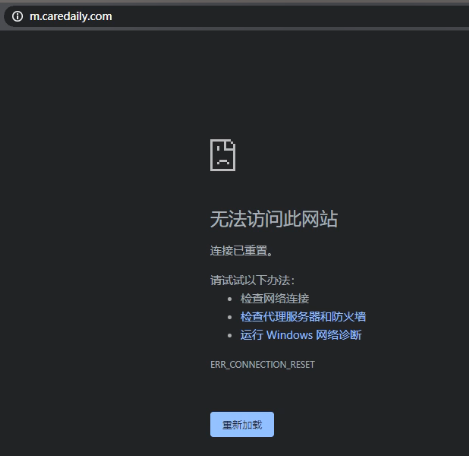 m.caredaily.com
无法访问此网站
连接已重置。
请试试以下办法：
检查网络连接
检查代理服务器和防火墙
运行 Windows 网络诊断
ERR_CONNECTION_RESET
重新加载